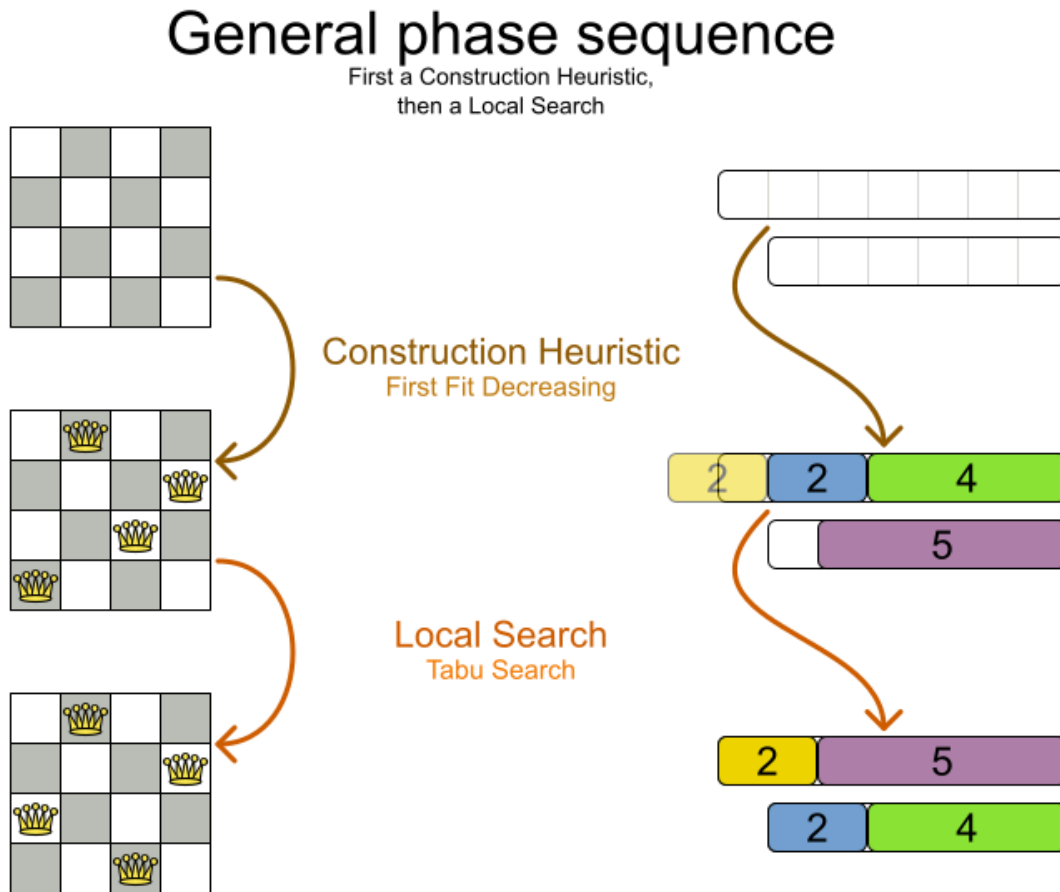 General phase sequence
First a Construction Heuristic,
then a Local Search
Construction Heuristic
First Fit Decreasing
2 2 4
5
Local Search
Tabu Search
2 5
2 4